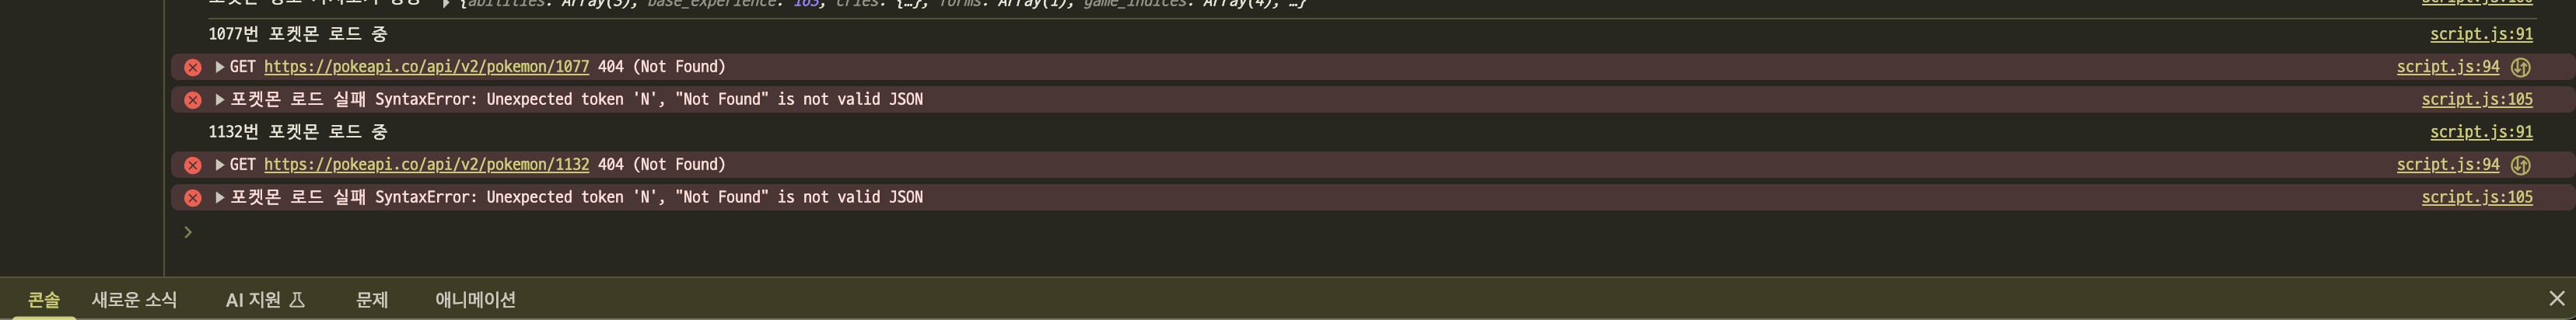 {abilities: Array(3), base_experience: 163, cries: {…}, forms: Array(1), game_indices: Array(4), …}
1077번 포켓몬 로드 중 script.js:91
GET https://pokeapi.co/api/v2/pokemon/1077 404 (Not Found) script.js:94
포켓몬 로드 실패 SyntaxError: Unexpected token 'N', "Not Found" is not valid JSON script.js:105
1132번 포켓몬 로드 중 script.js:91
GET https://pokeapi.co/api/v2/pokemon/1132 404 (Not Found) script.js:94
포켓몬 로드 실패 SyntaxError: Unexpected token 'N', "Not Found" is not valid JSON script.js:105
콘솔 새로운 소식 AI 지원 문제 애니메이션